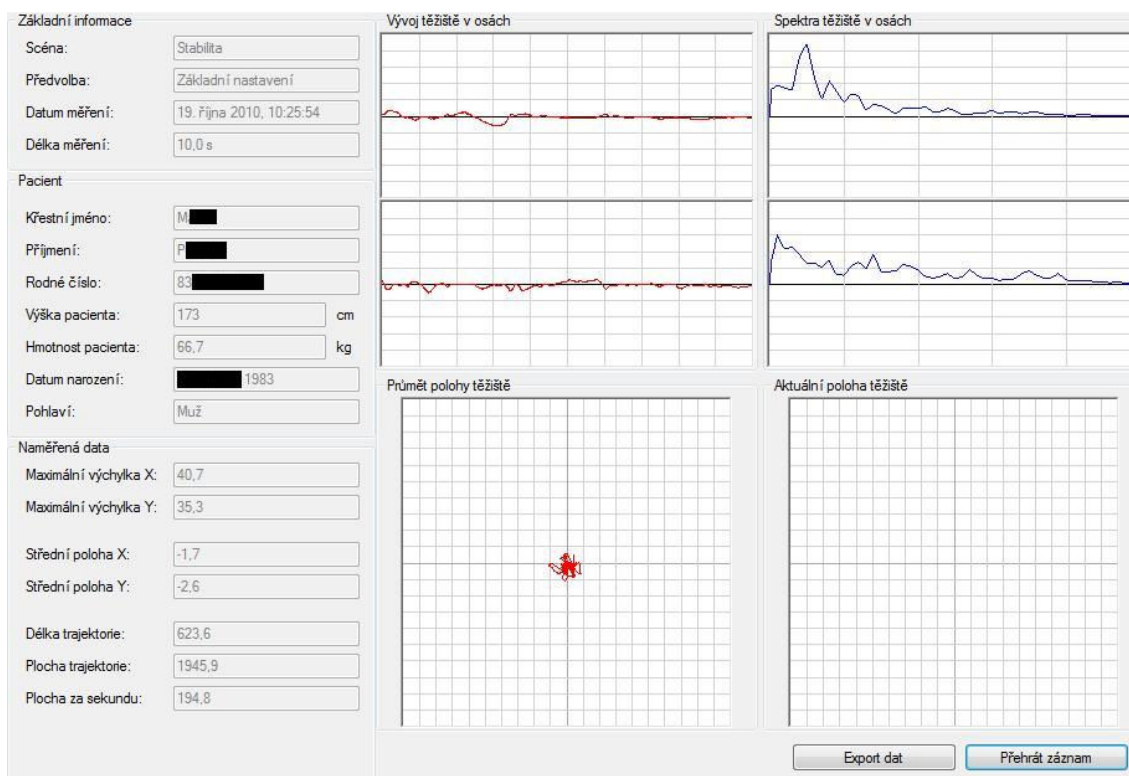 Základní informace
Scéna: Stabilita
Předvolba: Základní nastavení
Datum měření: 19. října 2010, 10:25:54
Délka měření: 10,0 s
Pacient
Křestní jméno: M
Příjmení: P
Rodné číslo: 83
Výška pacienta: 173 cm
Hmotnost pacienta: 66,7 kg
Datum narození: 1983
Pohlaví: Muž
Naměřená data
Maximální výchylka X: 40,7
Maximální výchylka Y: 35,3
Střední poloha X: -1,7
Střední poloha Y: -2,6
Délka trajektorie: 623,6
Plocha trajektorie: 1945,9
Plocha za sekundu: 194,8
Vývoj těžiště v osách
Spektra těžiště v osách
Průmět polohy těžiště
Aktuální poloha těžiště
Export dat
Přehrát záznam